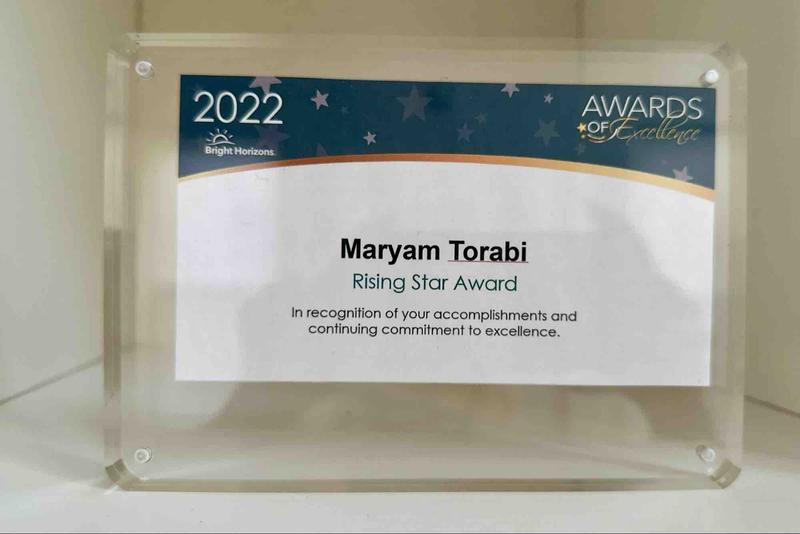 2022
Bright Horizons
AWARDS
OF Excellence
Maryam Torabi
Rising Star Award
In recognition of your accomplishments and
continuing commitment to excellence.